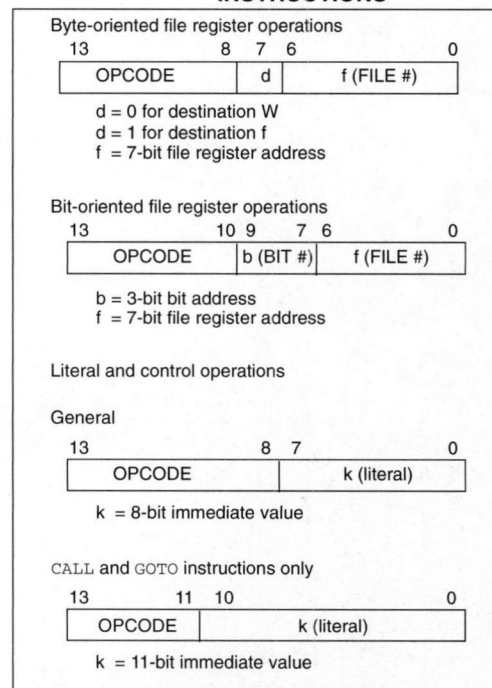 INSTRUCTIONS
Byte-oriented file register operations
13 8 7 6 0
OPCODE d f (FILE #)
d = 0 for destination W
d = 1 for destination f
f = 7-bit file register address
Bit-oriented file register operations
13 10 9 7 6 0
OPCODE b (BIT #) f (FILE #)
b = 3-bit bit address
f = 7-bit file register address
Literal and control operations
General
13 8 7 0
OPCODE k (literal)
k = 8-bit immediate value
CALL and GOTO instructions only
13 11 10 0
OPCODE k (literal)
k = 11-bit immediate value